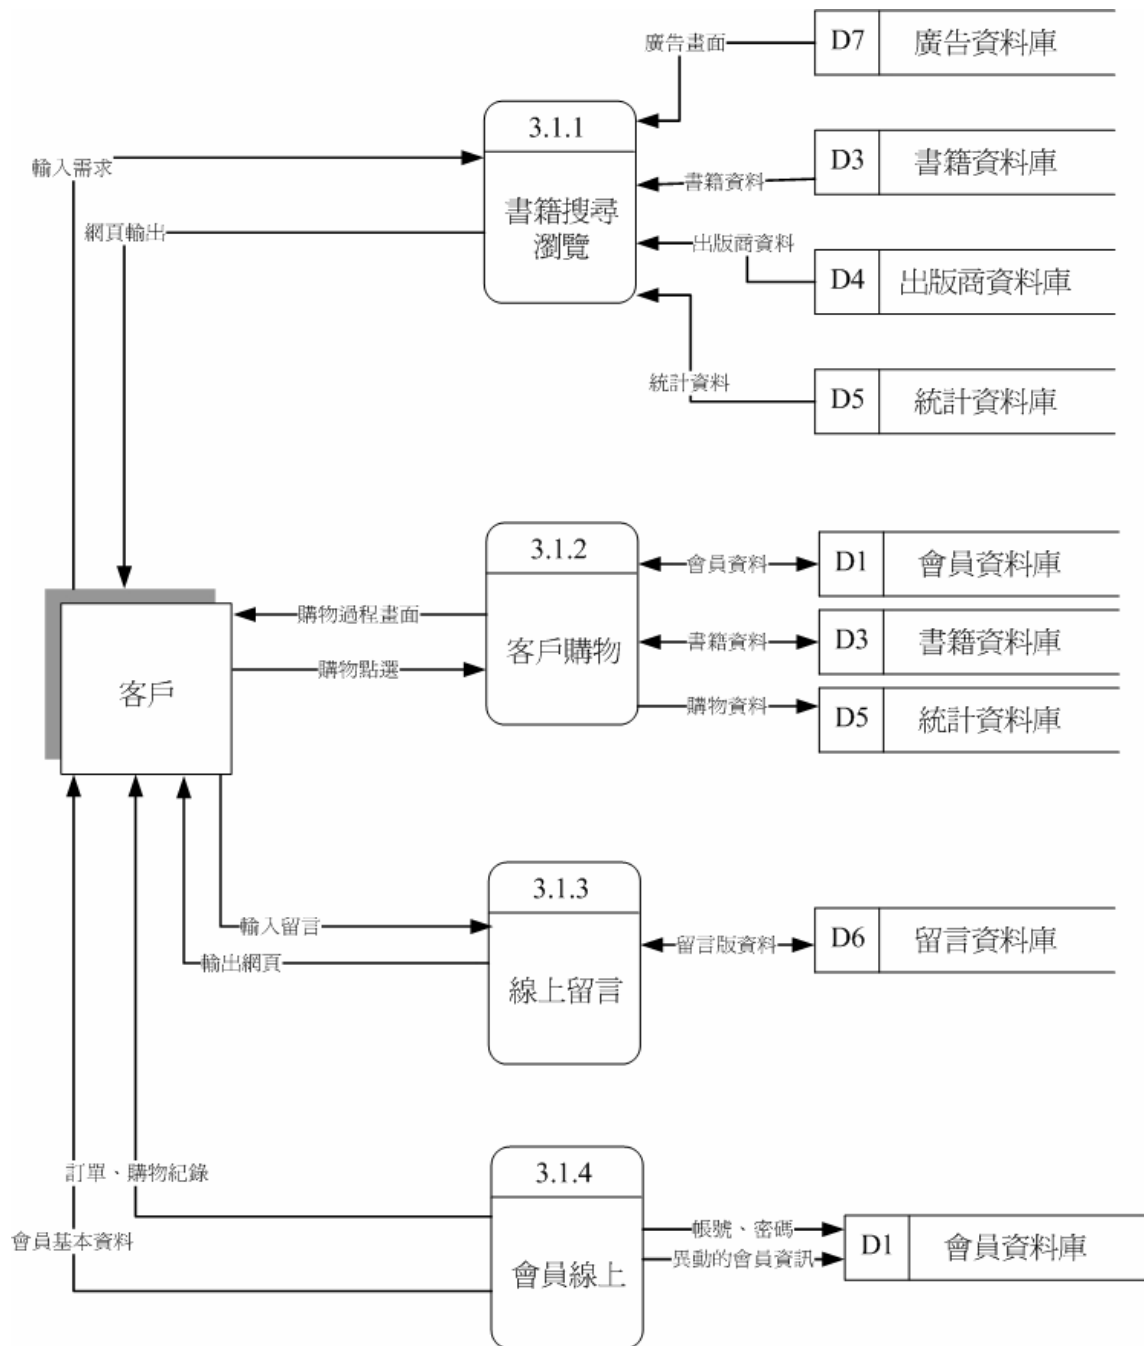 廣告畫面
D7
廣告資料庫
3.1.1
輸入需求
書籍資料
D3
書籍資料庫
書籍搜尋
瀏覽
網頁輸出
出版商資料
D4
出版商資料庫
統計資料
D5
統計資料庫
3.1.2
會員資料
D1
會員資料庫
購物過程畫面
客戶購物
書籍資料
D3
書籍資料庫
購物點選
客戶
購物資料
D5
統計資料庫
3.1.3
輸入留言
留言版資料
D6
留言資料庫
輸出網頁
線上留言
3.1.4
訂單、購物紀錄
會員基本資料
帳號、密碼
異動的會員資訊
D1
會員資料庫
會員線上